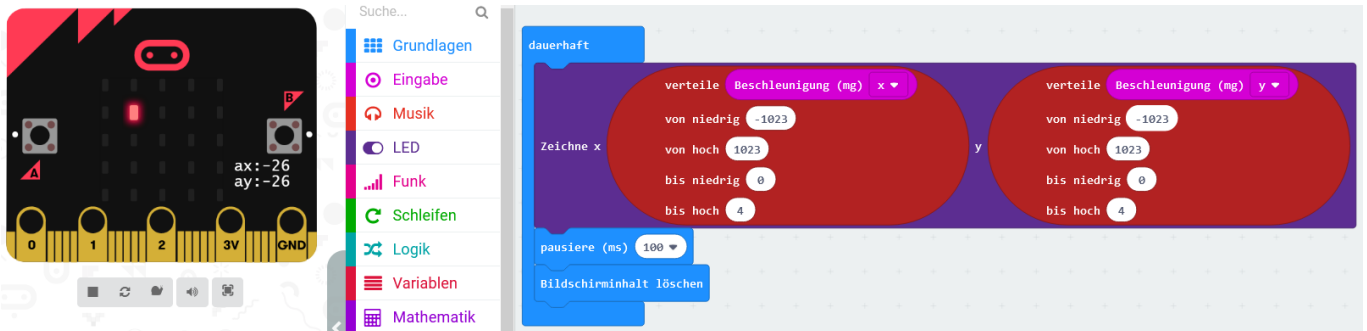 B
A
ax:-26
ay:-26
0 1 2 3V GND
Suche...
Grundlagen
Eingabe
Musik
LED
Funk
Schleifen
Logik
Variablen
Mathematik
dauerhaft
Zeichne x
verteile Beschleunigung (mg) x
von niedrig -1023
von hoch 1023
bis niedrig 0
bis hoch 4
y
verteile Beschleunigung (mg) y
von niedrig -1023
von hoch 1023
bis niedrig 0
bis hoch 4
pausiere (ms) 100
Bildschirminhalt löschen